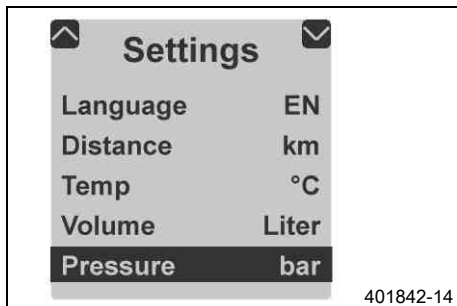 Settings
Language EN
Distance km
Temp °C
Volume Liter
Pressure bar
401842-14